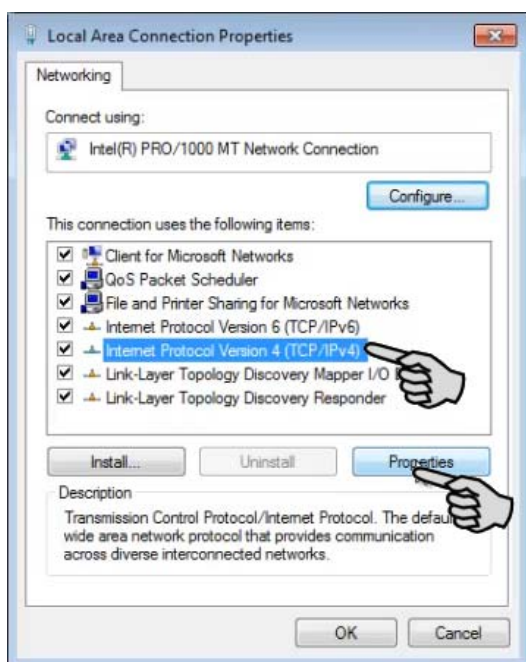 Local Area Connection Properties
Networking
Connect using:
Intel(R) PRO/1000 MT Network Connection
Configure...
This connection uses the following items:
Client for Microsoft Networks
QoS Packet Scheduler
File and Printer Sharing for Microsoft Networks
Internet Protocol Version 6 (TCP/IPv6)
Internet Protocol Version 4 (TCP/IPv4)
Link-Layer Topology Discovery Mapper I/O
Link-Layer Topology Discovery Responder
Install...
Uninstall
Properties
Description
Transmission Control Protocol/Internet Protocol. The default
wide area network protocol that provides communication
across diverse interconnected networks.
OK
Cancel